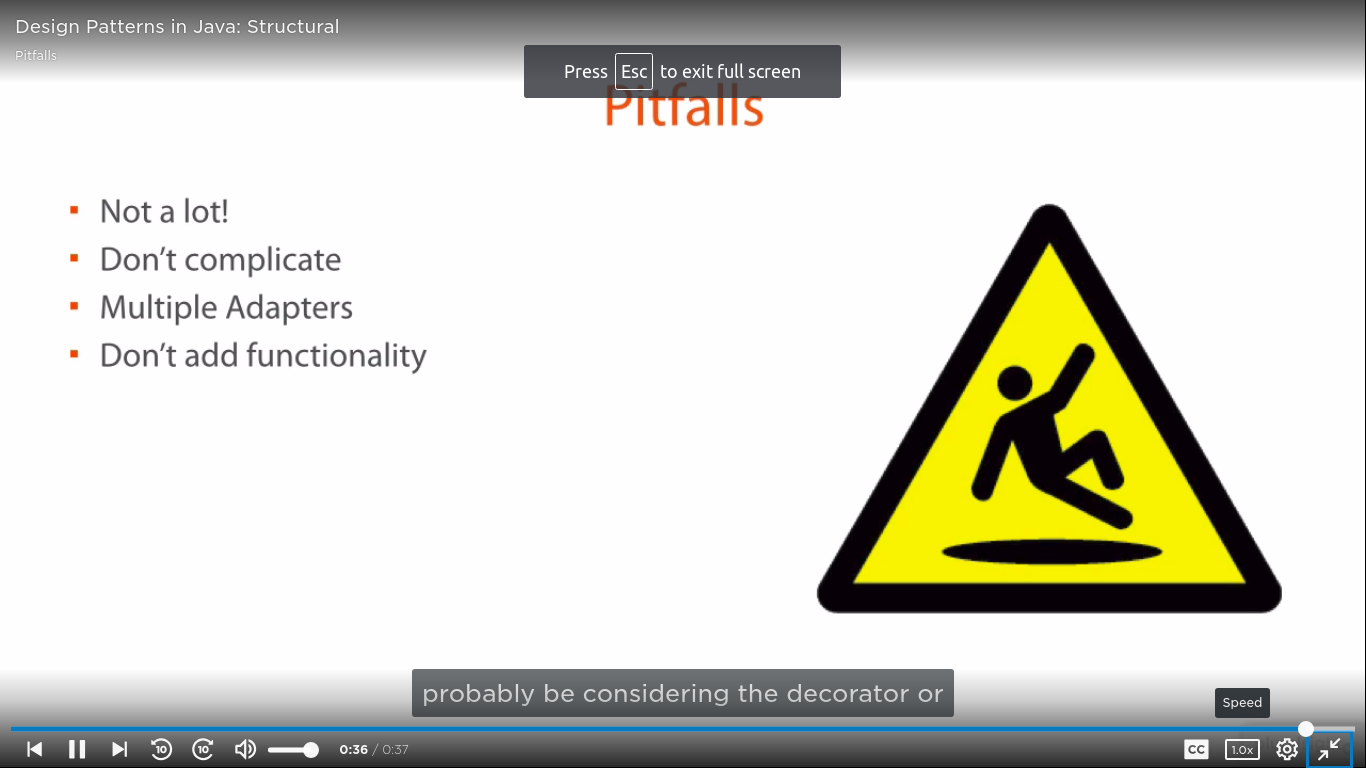 Design Patterns in Java: Structural
Pitfalls
Press Esc to exit full screen
Pitfalls
Not a lot!
Don't complicate
Multiple Adapters
Don't add functionality
probably be considering the decorator or
Speed
10 10 0:36 / 0:37 CC 1.0x